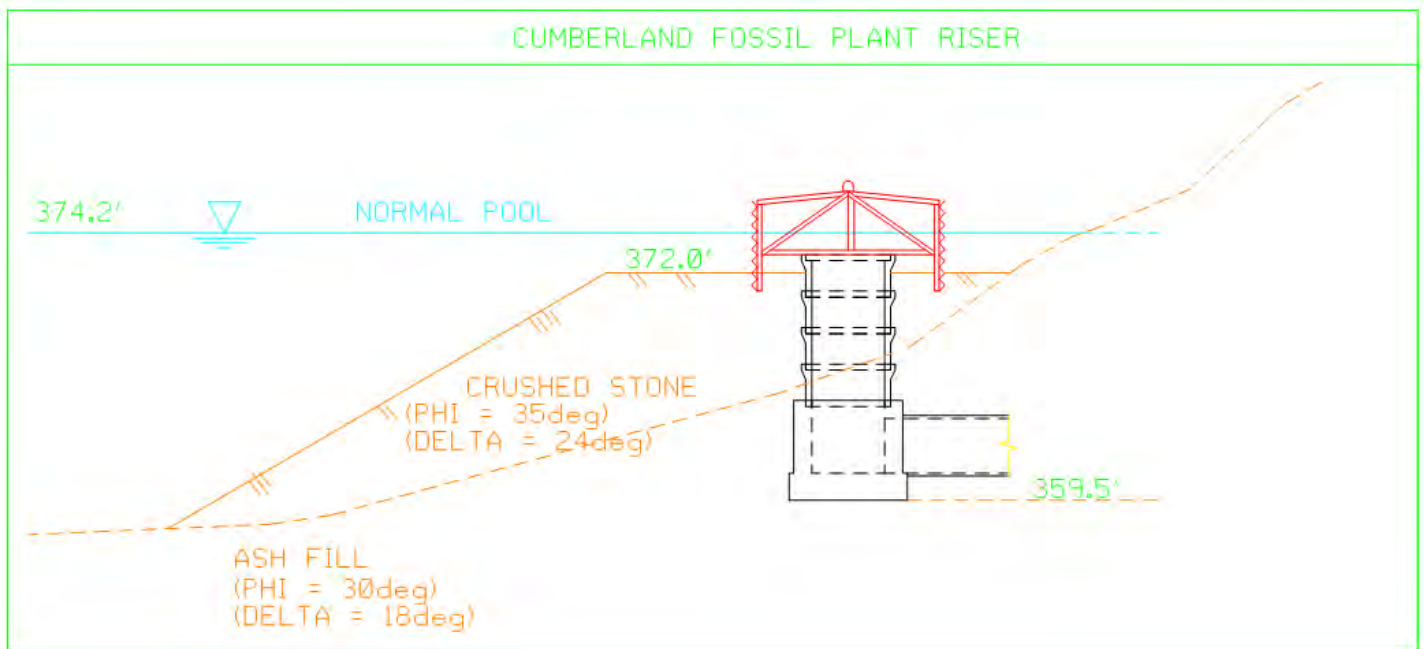 CUMBERLAND FOSSIL PLANT RISER
374.2'
NORMAL POOL
372.0'
CRUSHED STONE
(PHI = 35deg)
(DELTA = 24deg)
359.5'
ASH FILL
(PHI = 30deg)
(DELTA = 18deg)